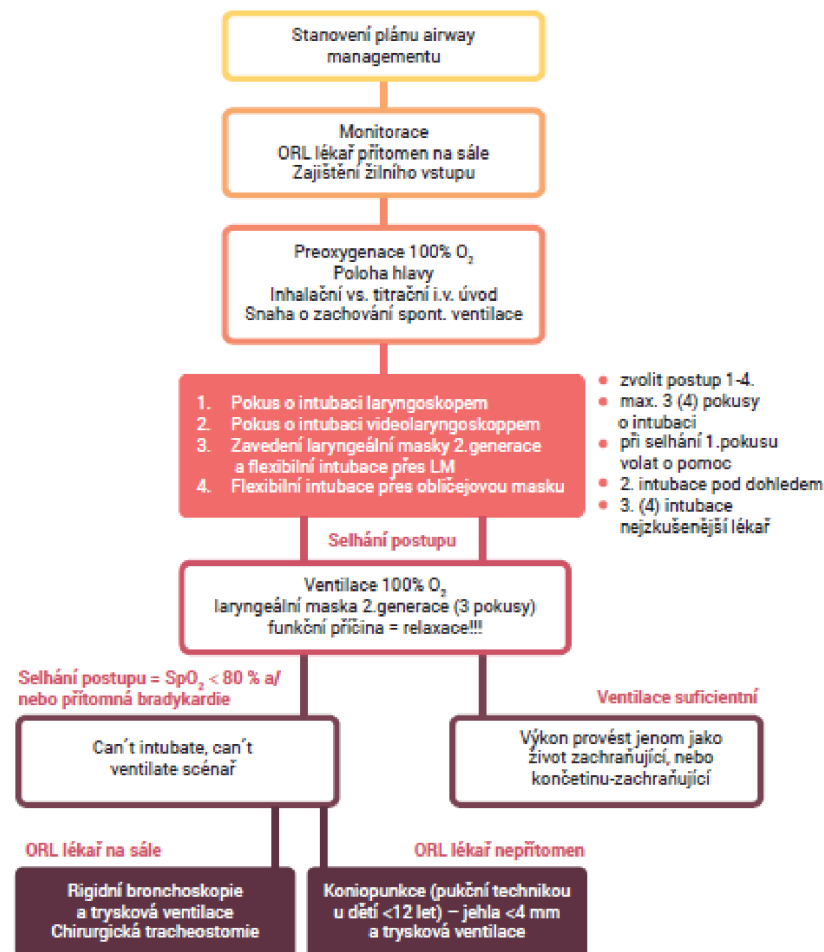 Stanovení plánu airway
managementu
Monitorace
ORL lékař přítomen na sále
Zajištění žilního vstupu
Preoxygenace 100% O₂
Poloha hlavy
Inhalační vs. titrační i.v. úvod
Snaha o zachování spont. ventilace
1. Pokus o intubaci laryngoskopem
2. Pokus o intubaci videolaryngoskoppem
3. Zavedení laryngeální masky 2.generace
a flexibilní intubace přes LM
4. Flexibilní intubace přes obličejovou masku
• zvolit postup 1-4.
• max. 3 (4) pokusy
o intubaci
• při selhání 1.pokusu
volat o pomoc
• 2. intubace pod dohledem
• 3. (4) intubace
nejzkušenější lékař
Selhání postupu
Ventilace 100% O₂
laryngeální maska 2.generace (3 pokusy)
funkční příčina = relaxace!!!
Selhání postupu = SpO₂ < 80 % a/
nebo přítomná bradykardie
Can´t intubate, can´t
ventilate scénař
Ventilace suficientní
Výkon provést jenom jako
život zachraňující, nebo
končetinu-zachraňující
ORL lékař na sále
Rigidní bronchoskopie
a trysková ventilace
Chirurgická tracheostomie
ORL lékař nepřítomen
Koniopunkce (pukční technikou
u dětí <12 let) – jehla <4 mm
a trysková ventilace